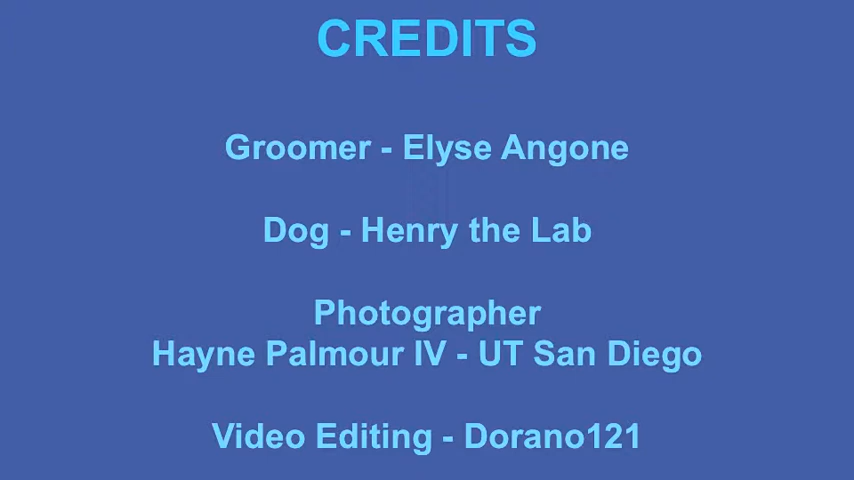 CREDITS
Groomer - Elyse Angone
Dog - Henry the Lab
Photographer
Hayne Palmour IV - UT San Diego
Video Editing - Dorano121